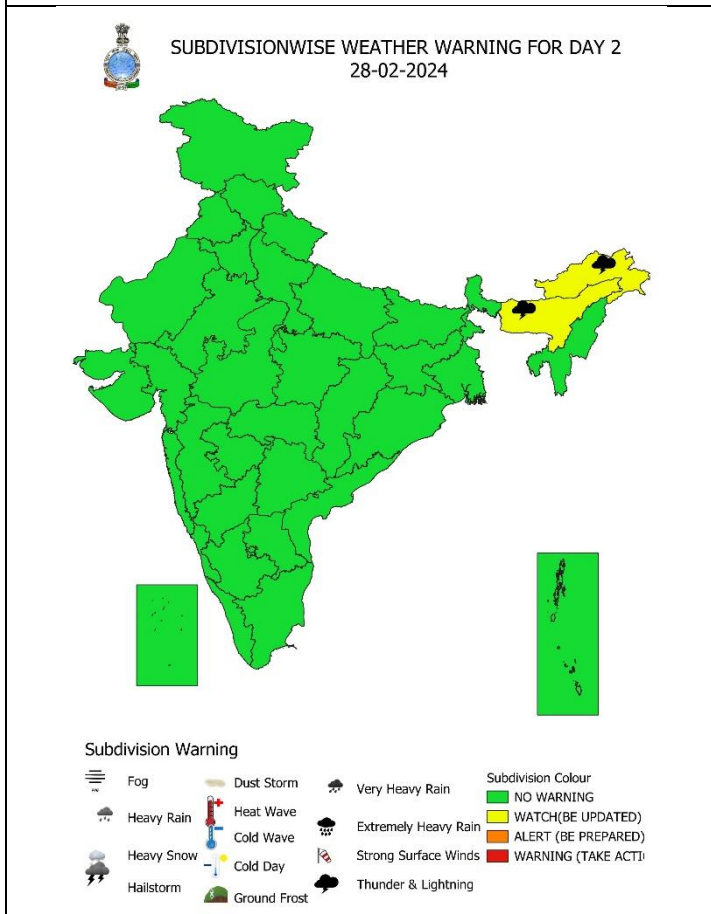 SUBDIVISIONWISE WEATHER WARNING FOR DAY 2
28-02-2024
Subdivision Warning
Fog
Heavy Rain
Heavy Snow
Hailstorm
Dust Storm
Heat Wave
Cold Wave
Cold Day
Ground Frost
Very Heavy Rain
Extremely Heavy Rain
Strong Surface Winds
Thunder & Lightning
Subdivision Colour
NO WARNING
WATCH(BE UPDATED)
ALERT (BE PREPARED)
WARNING (TAKE ACTI